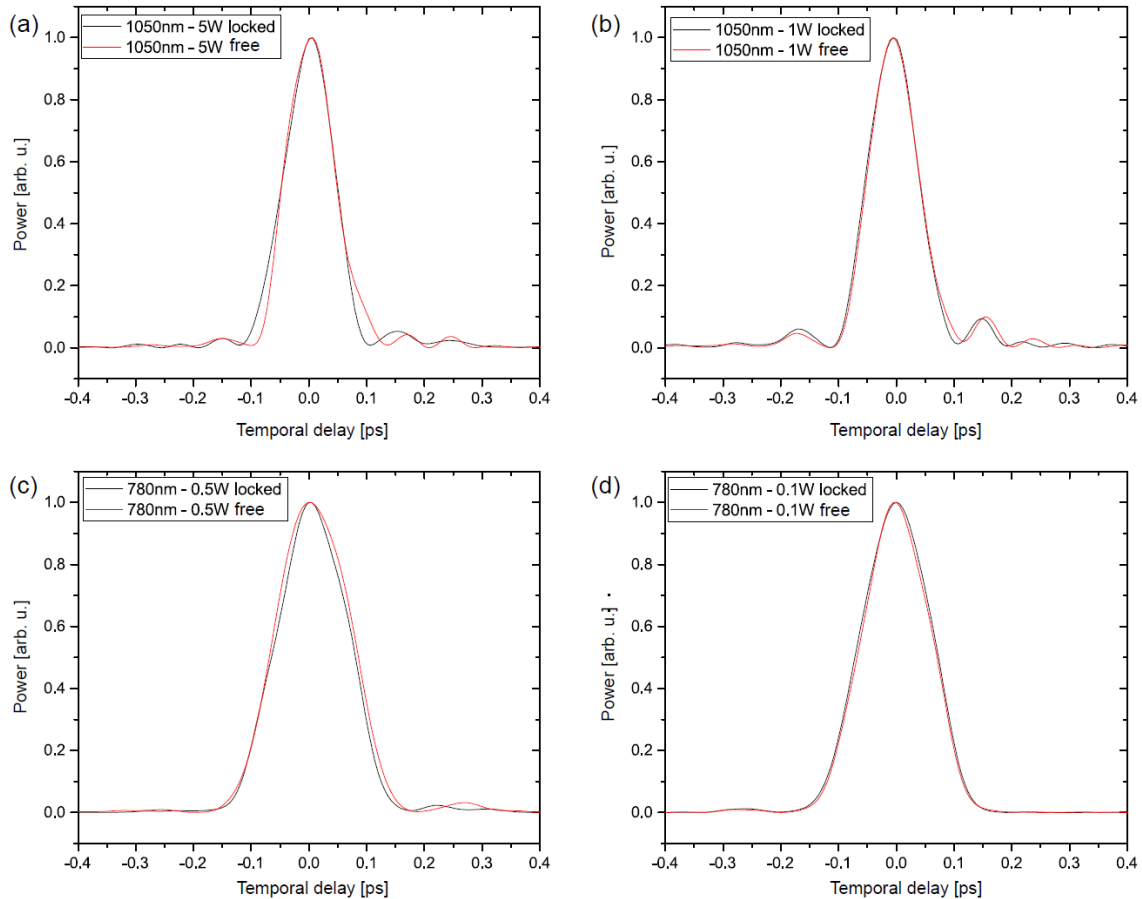 (a)
1050nm - 5W locked
1050nm - 5W free
1.0
0.8
0.6
0.4
0.2
0.0
Power [arb. u.]
-0.4 -0.3 -0.2 -0.1 0.0 0.1 0.2 0.3 0.4
Temporal delay [ps]
(b)
1050nm - 1W locked
1050nm - 1W free
1.0
0.8
0.6
0.4
0.2
0.0
Power [arb. u.]
-0.4 -0.3 -0.2 -0.1 0.0 0.1 0.2 0.3 0.4
Temporal delay [ps]
(c)
780nm - 0.5W locked
780nm - 0.5W free
1.0
0.8
0.6
0.4
0.2
0.0
Power [arb. u.]
-0.4 -0.3 -0.2 -0.1 0.0 0.1 0.2 0.3 0.4
Temporal delay [ps]
(d)
780nm - 0.1W locked
780nm - 0.1W free
1.0
0.8
0.6
0.4
0.2
0.0
Power [arb. u.]
-0.4 -0.3 -0.2 -0.1 0.0 0.1 0.2 0.3 0.4
Temporal delay [ps]